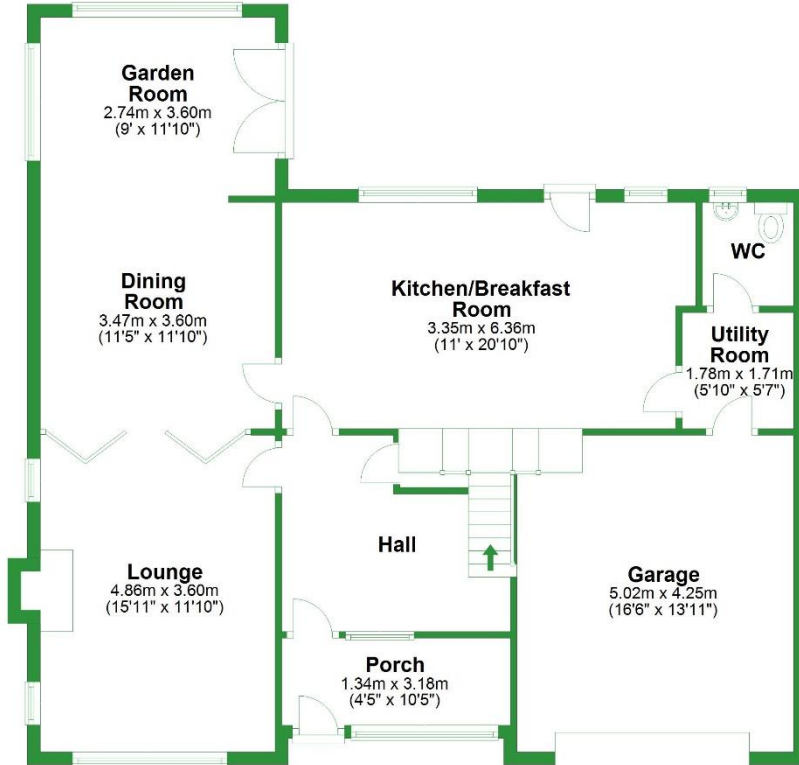 Garden
Room
2.74m x 3.60m
(9' x 11'10")
Dining
Room
3.47m x 3.60m
(11'5" x 11'10")
Kitchen/Breakfast
Room
3.35m x 6.36m
(11' x 20'10")
WC
Utility
Room
1.78m x 1.71m
(5'10" x 5'7")
Hall
Lounge
4.86m x 3.60m
(15'11" x 11'10")
Garage
5.02m x 4.25m
(16'6" x 13'11")
Porch
1.34m x 3.18m
(4'5" x 10'5")